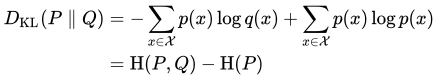 D_KL(P ∥ Q) = − ∑_{x∈𝒳} p(x) log q(x) + ∑_{x∈𝒳} p(x) log p(x)
= H(P, Q) − H(P)